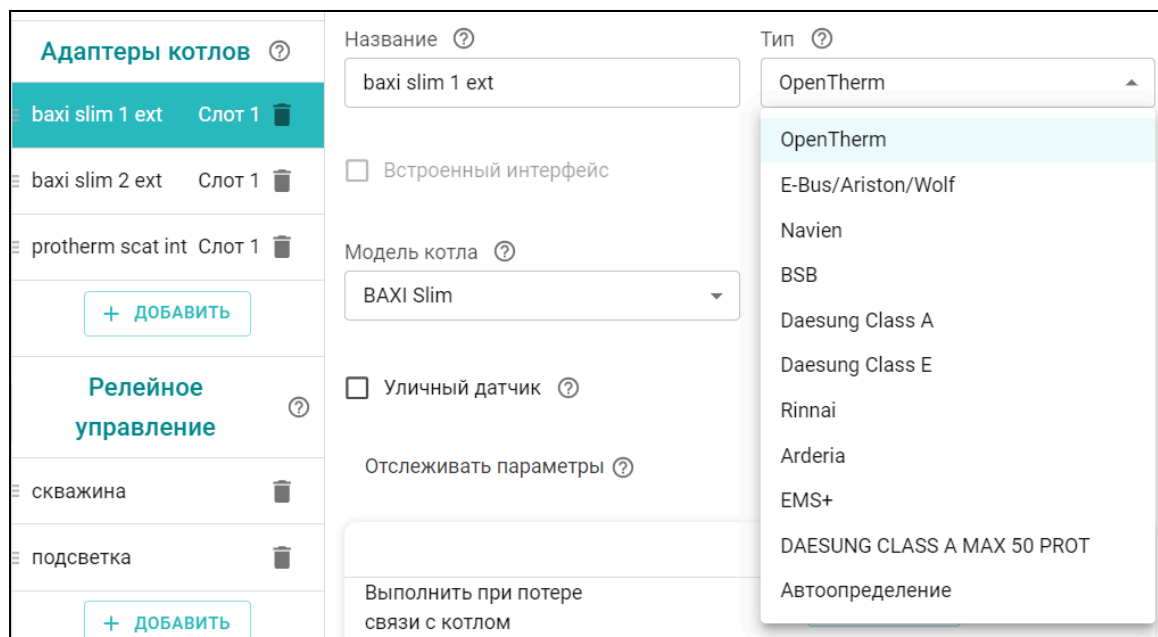 Адаптеры котлов
baxi slim 1 ext Слот 1
baxi slim 2 ext Слот 1
protherm scat int Слот 1
+ ДОБАВИТЬ
Релейное
управление
скважина
подсветка
+ ДОБАВИТЬ
Название
baxi slim 1 ext
Встроенный интерфейс
Модель котла
BAXI Slim
Уличный датчик
Отслеживать параметры
Выполнить при потере
связи с котлом
Тип
OpenTherm
OpenTherm
E-Bus/Ariston/Wolf
Navien
BSB
Daesung Class A
Daesung Class E
Rinnai
Arderia
EMS+
DAESUNG CLASS A MAX 50 PROT
Автоопределение